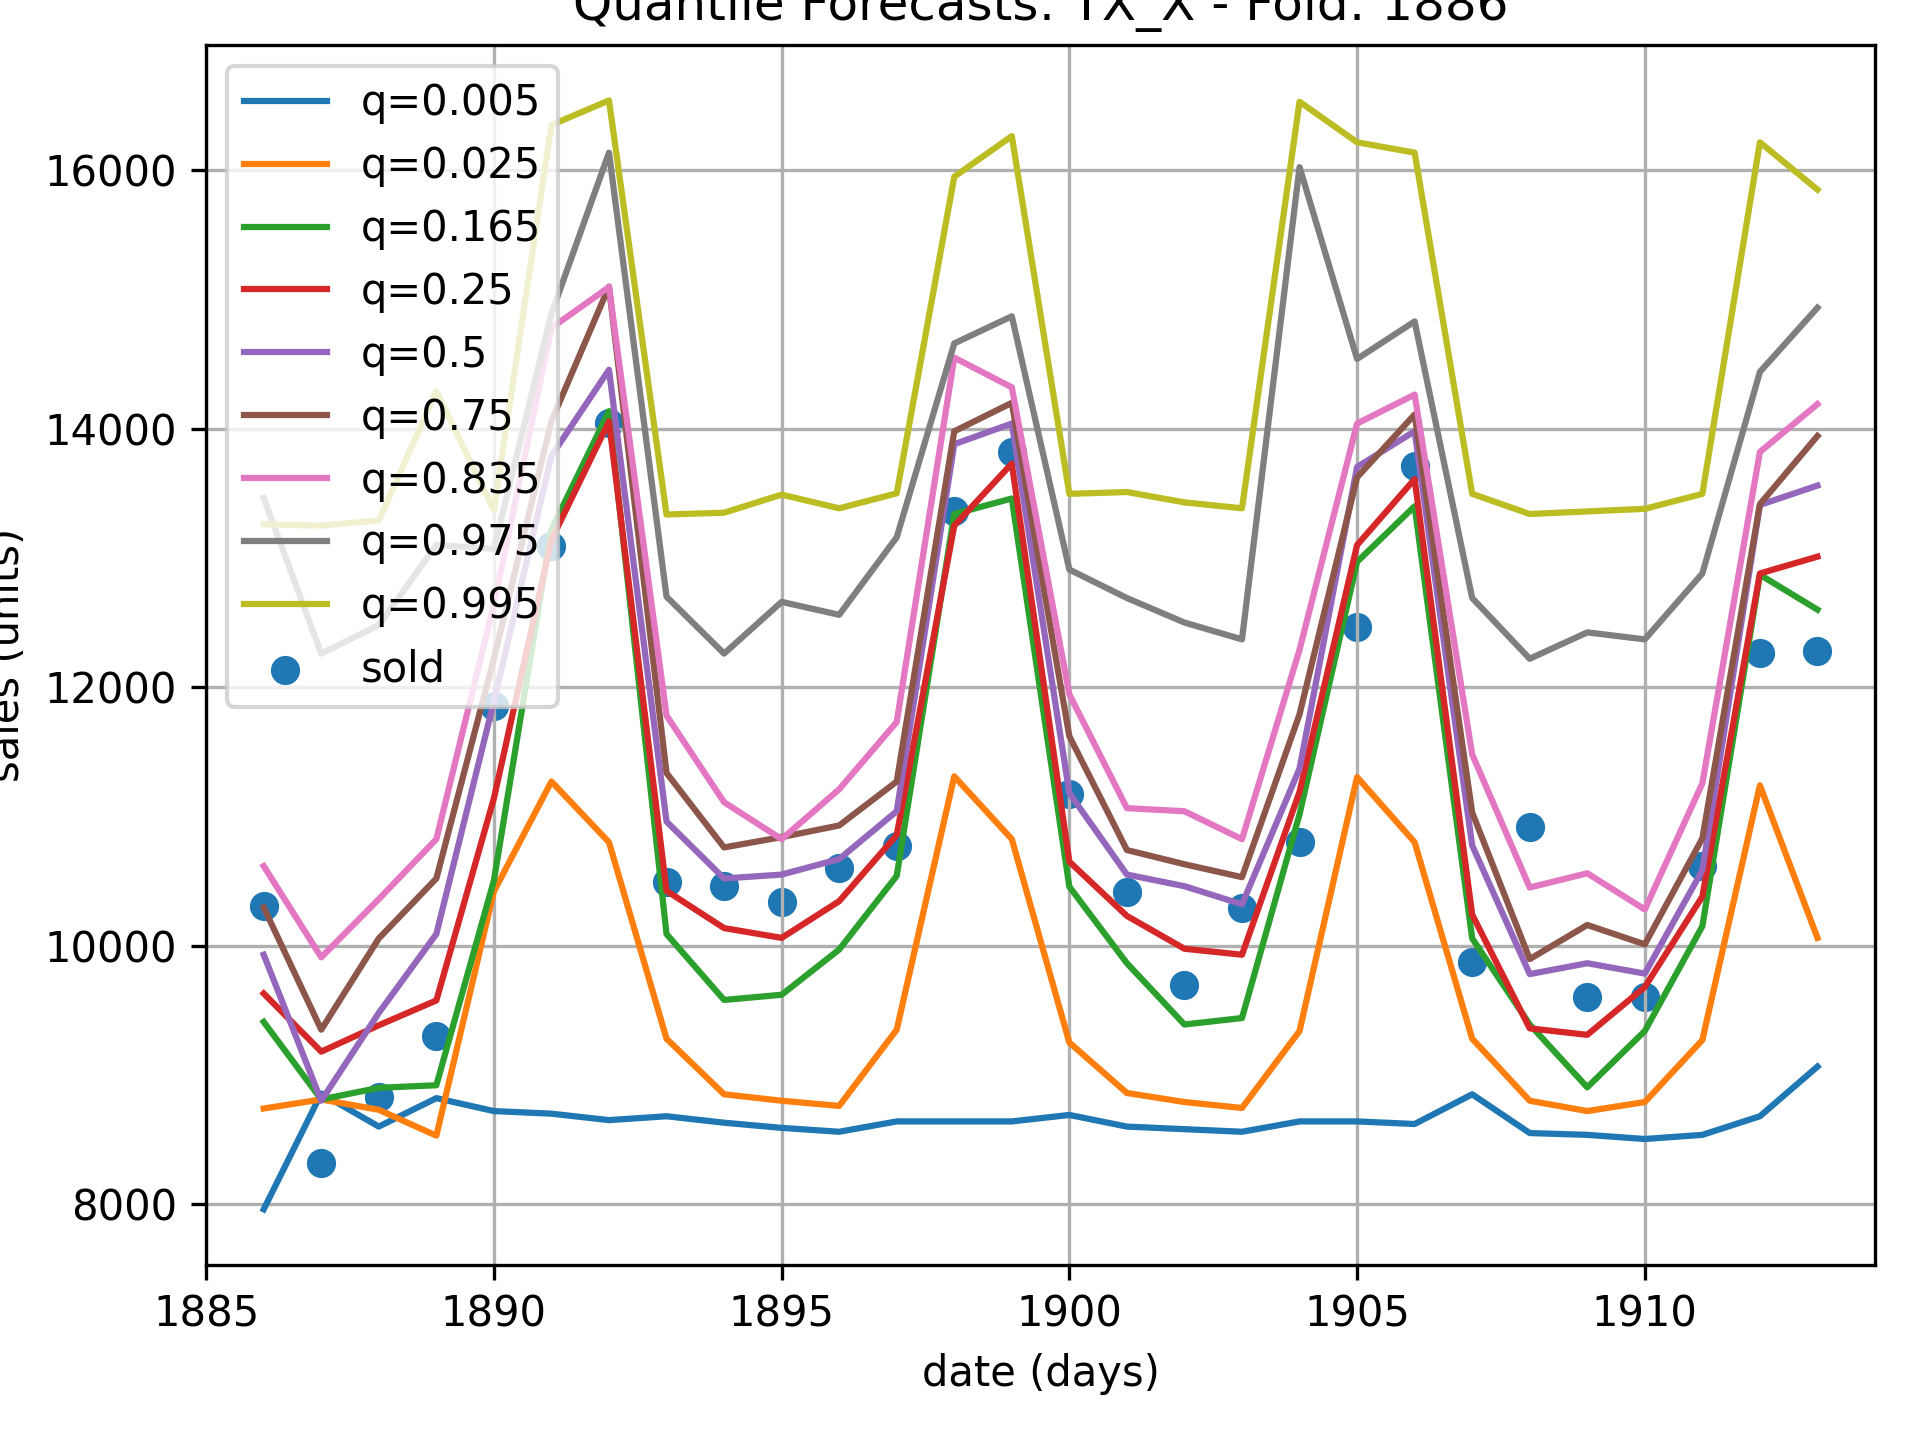 Quantile Forecasts: TX_X - Fold: 1886
q=0.005
q=0.025
q=0.165
q=0.25
q=0.5
q=0.75
q=0.835
q=0.975
q=0.995
sold
16000
14000
12000
10000
8000
sales (units)
1885 1890 1895 1900 1905 1910
date (days)